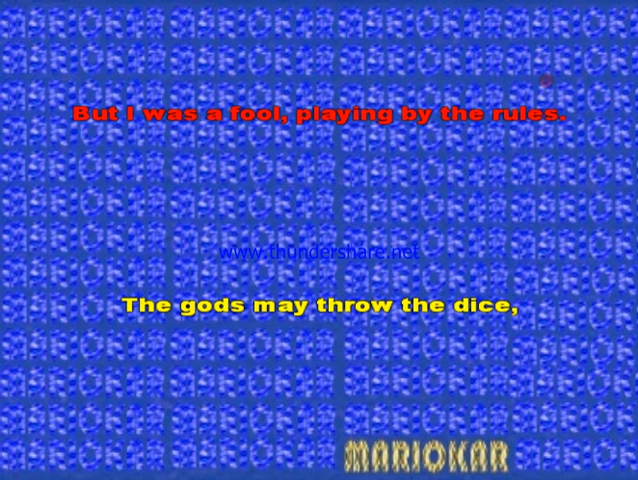 But I was a fool, playing by the rules.
www.thundershare.net
The gods may throw the dice,
MARIOKAR